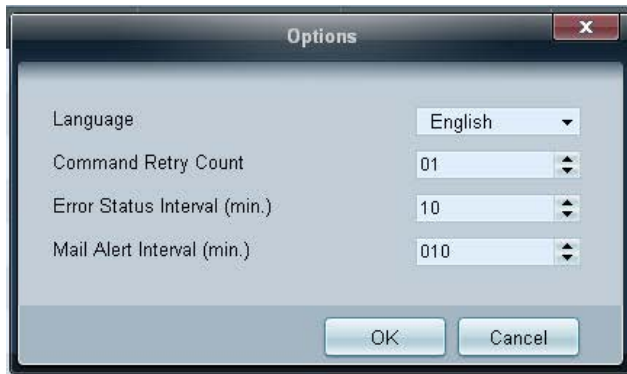 Options
x
Language English
Command Retry Count 01
Error Status Interval (min.) 10
Mail Alert Interval (min.) 010
OK Cancel